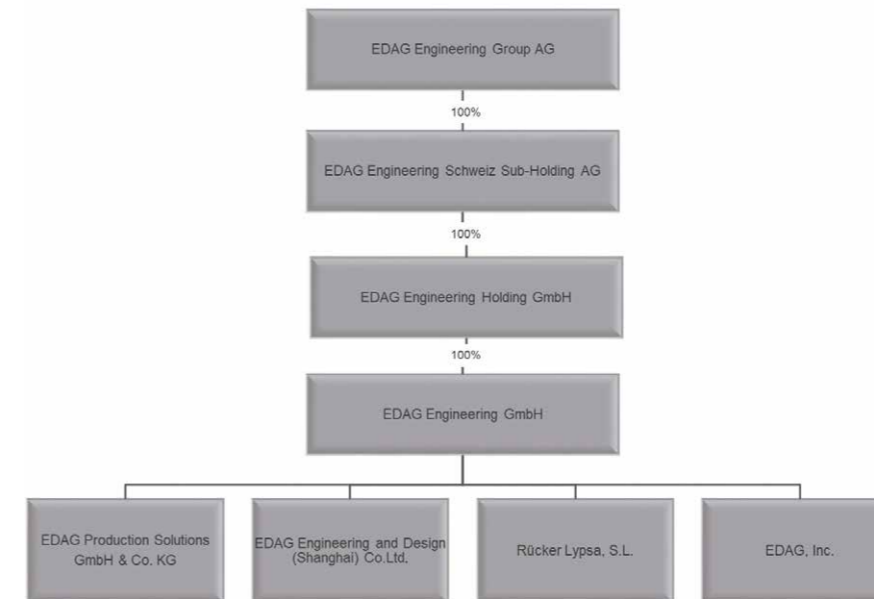 EDAG Engineering Group AG
100%
EDAG Engineering Schweiz Sub-Holding AG
100%
EDAG Engineering Holding GmbH
100%
EDAG Engineering GmbH
EDAG Production Solutions
GmbH & Co. KG
EDAG Engineering and Design
(Shanghai) Co.Ltd.
Rücker Lypsa, S.L.
EDAG, Inc.